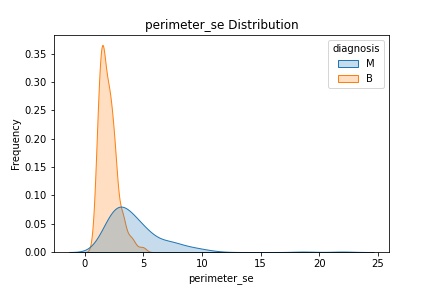 perimeter_se Distribution
diagnosis
M
B
Frequency
0.35
0.30
0.25
0.20
0.15
0.10
0.05
0.00
0 5 10 15 20 25
perimeter_se